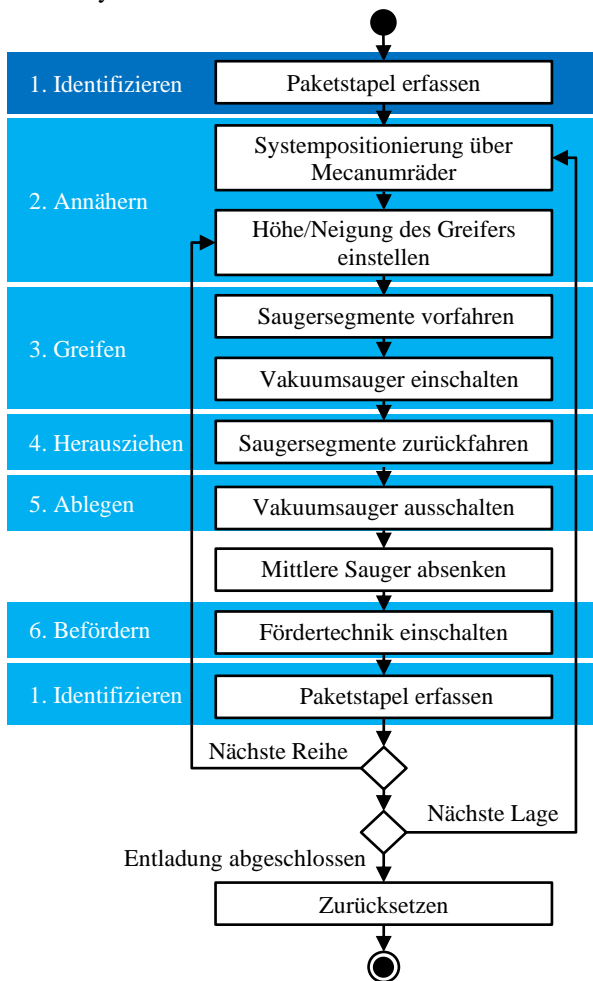 1. Identifizieren
Paketstapel erfassen
Systempositionierung über
Mecanumräder
2. Annähern
Höhe/Neigung des Greifers
einstellen
Saugersegmente vorfahren
3. Greifen
Vakuumsauger einschalten
4. Herausziehen
Saugersegmente zurückfahren
5. Ablegen
Vakuumsauger ausschalten
Mittlere Sauger absenken
6. Befördern
Fördertechnik einschalten
1. Identifizieren
Paketstapel erfassen
Nächste Reihe
Nächste Lage
Entladung abgeschlossen
Zurücksetzen